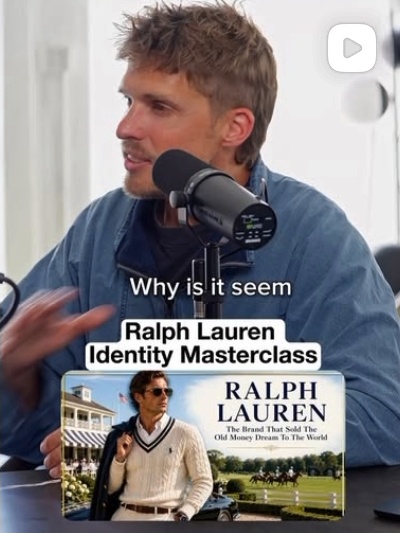 Why is it seem
Ralph Lauren
Identity Masterclass
RALPH
LAUREN
The Brand That Sold The
Old Money Dream To The World